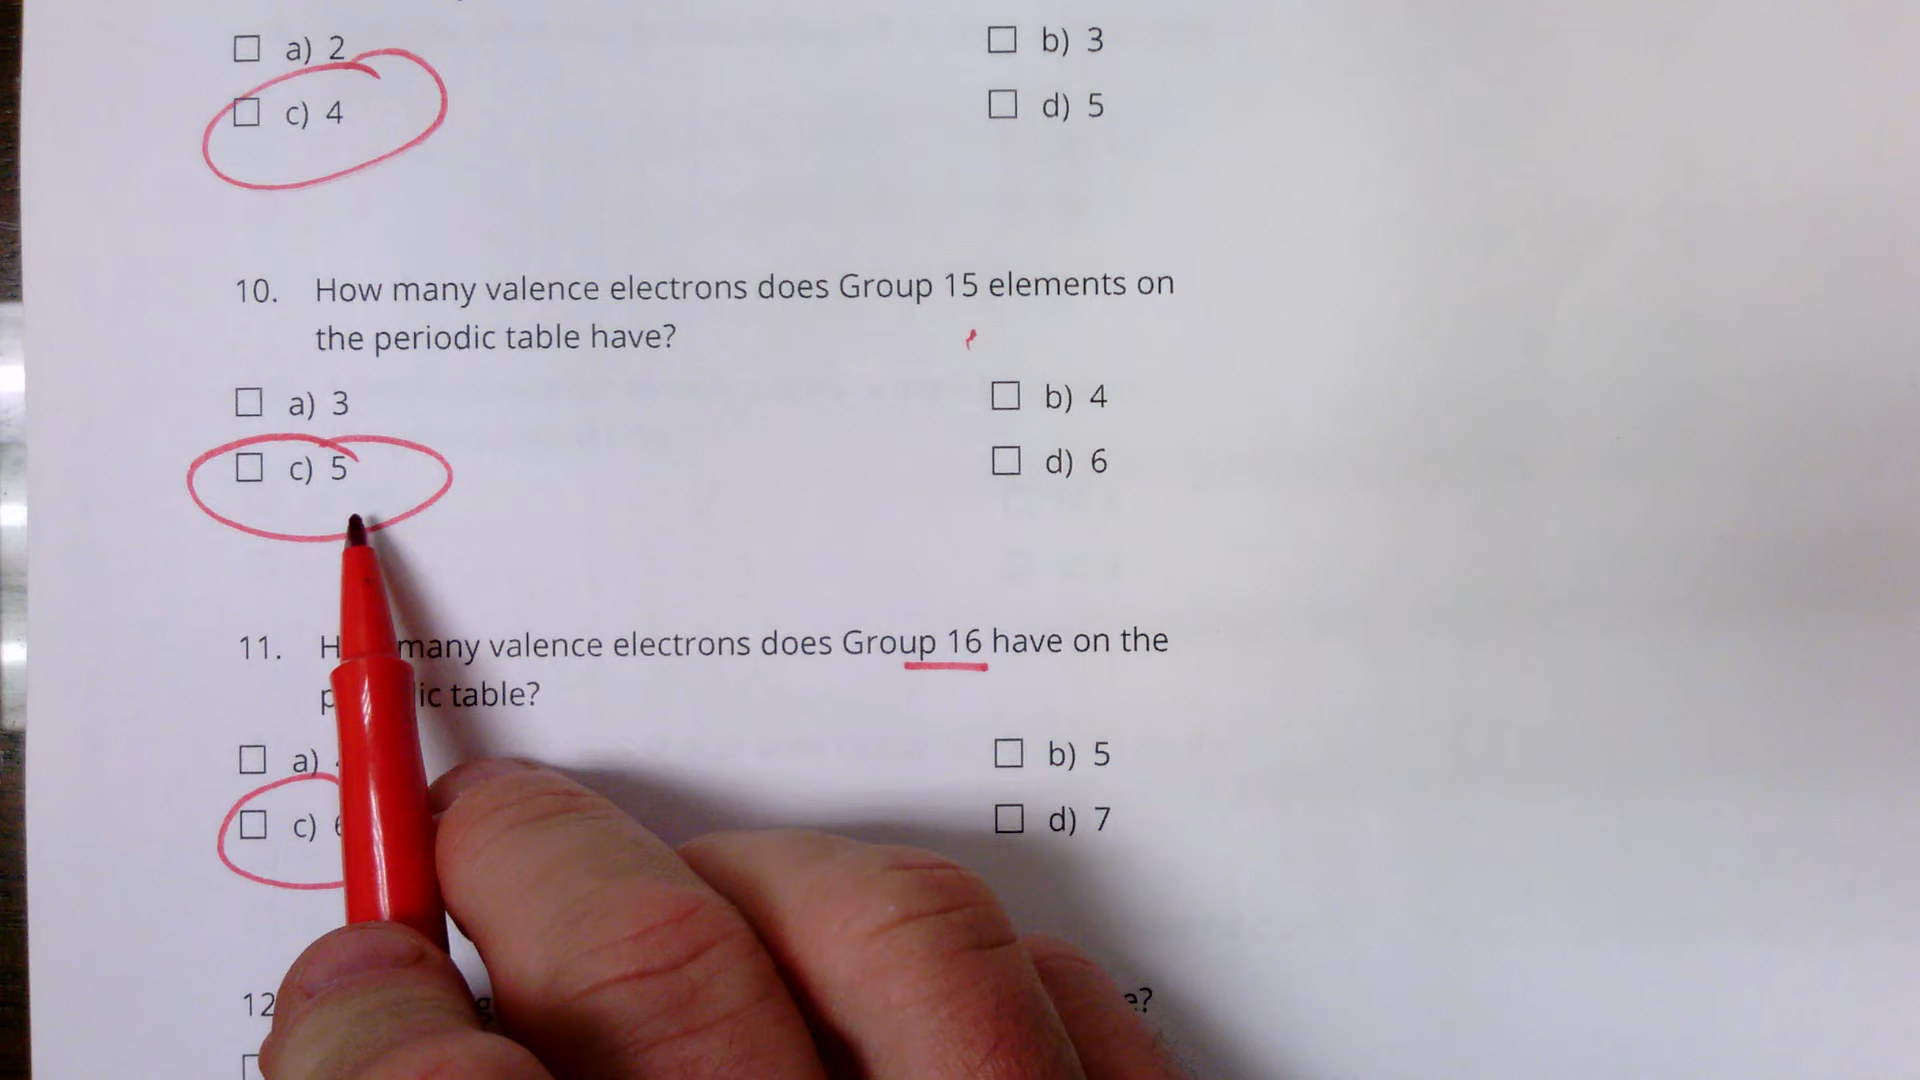 a) 2
b) 3
c) 4
d) 5
10. How many valence electrons does Group 15 elements on
the periodic table have?
a) 3
b) 4
c) 5
d) 6
11. many valence electrons does Group 16 have on the
table?
a)
b) 5
c)
d) 7
12